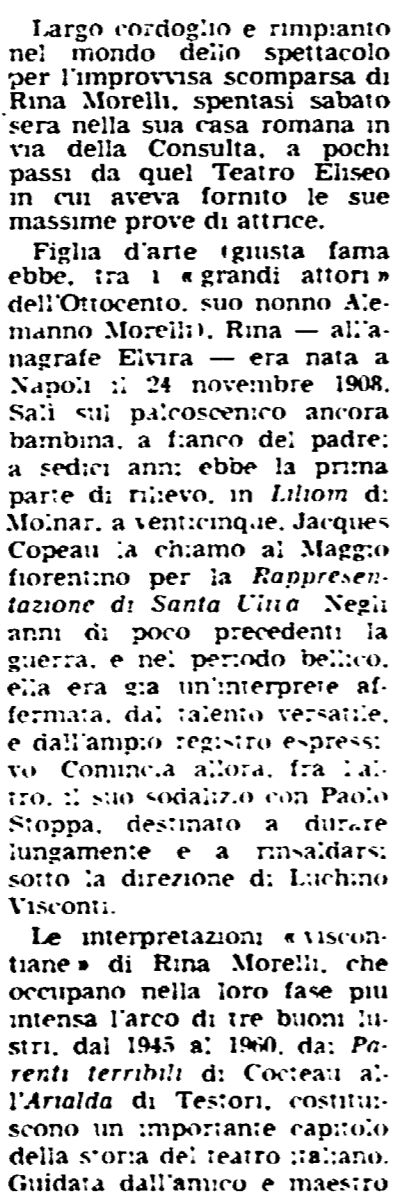 Largo cordoglio e rimpianto
nel mondo dello spettacolo
per l'improvvisa scomparsa di
Rina Morelli, spentasi sabato
sera nella sua casa romana in
via della Consulta, a pochi
passi da quel Teatro Eliseo
in cui aveva fornito le sue
massime prove di attrice.
Figlia d'arte (giusta fama
ebbe, tra i «grandi attori»
dell'Ottocento, suo nonno Ale-
manno Morelli), Rina — all'a-
nagrafe Elvira — era nata a
Napoli il 24 novembre 1908.
Salì sul palcoscenico ancora
bambina, a fianco del padre;
a sedici anni ebbe la prima
parte di rilievo, in Liliom di
Molnar, a venticinque, Jacques
Copeau la chiamò al Maggio
fiorentino per la Rappresen-
tazione di Santa Uliva Negli
anni di poco precedenti la
guerra, e nel periodo bellico,
ella era già un'interprete af-
fermata, dal talento versatile,
e dall'ampio registro espressi-
vo Comincia allora, fra l'al-
tro, il suo sodalizio con Paolo
Stoppa, destinato a durare
lungamente e a rinsaldarsi
sotto la direzione di Luchino
Visconti.
Le interpretazioni «viscon-
tiane» di Rina Morelli, che
occupano nella loro fase più
intensa l'arco di tre buoni lu-
stri, dal 1945 al 1960, dai Pa-
renti terribili di Cocteau al-
l'Arialda di Testori, costitui-
scono un importante capitolo
della storia del teatro italiano.
Guidata dall'amico e maestro